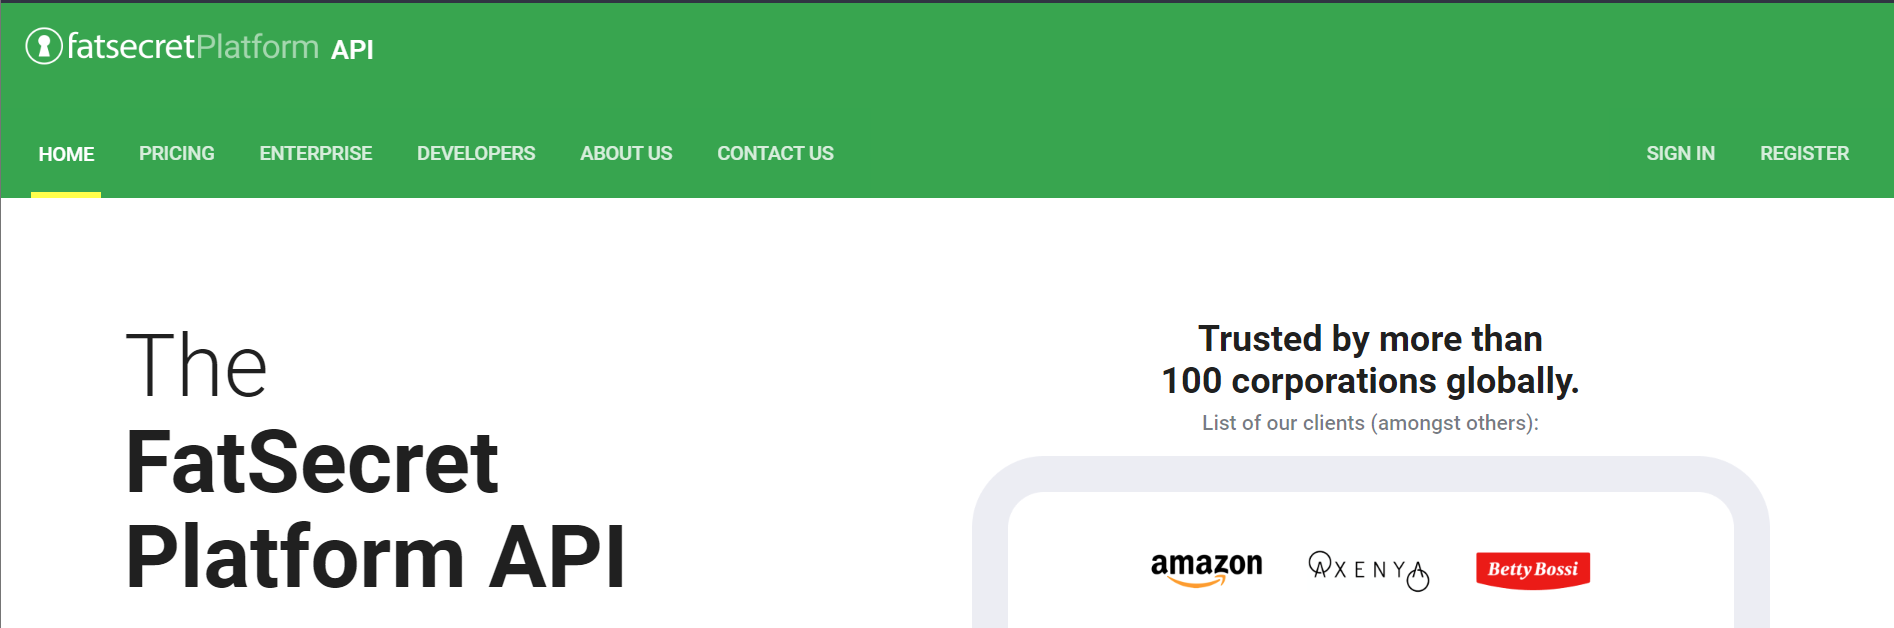 fatsecretPlatform API
HOME PRICING ENTERPRISE DEVELOPERS ABOUT US CONTACT US SIGN IN REGISTER
The
FatSecret
Platform API
Trusted by more than
100 corporations globally.
List of our clients (amongst others):
amazon AXENYA Betty Bossi